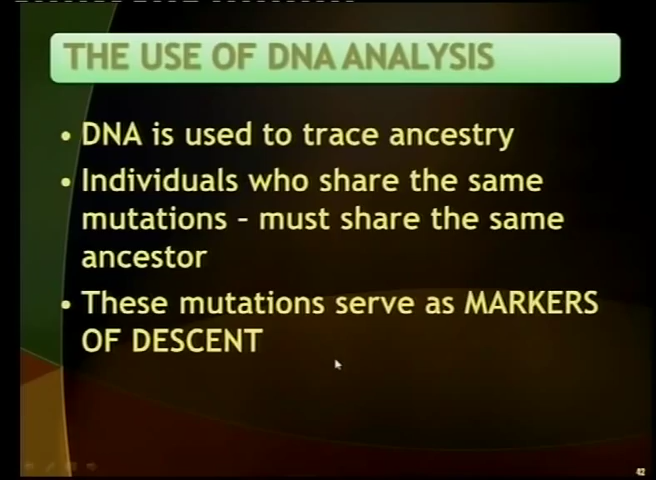 THE USE OF DNA ANALYSIS
• DNA is used to trace ancestry
• Individuals who share the same
mutations – must share the same
ancestor
• These mutations serve as MARKERS
OF DESCENT
42